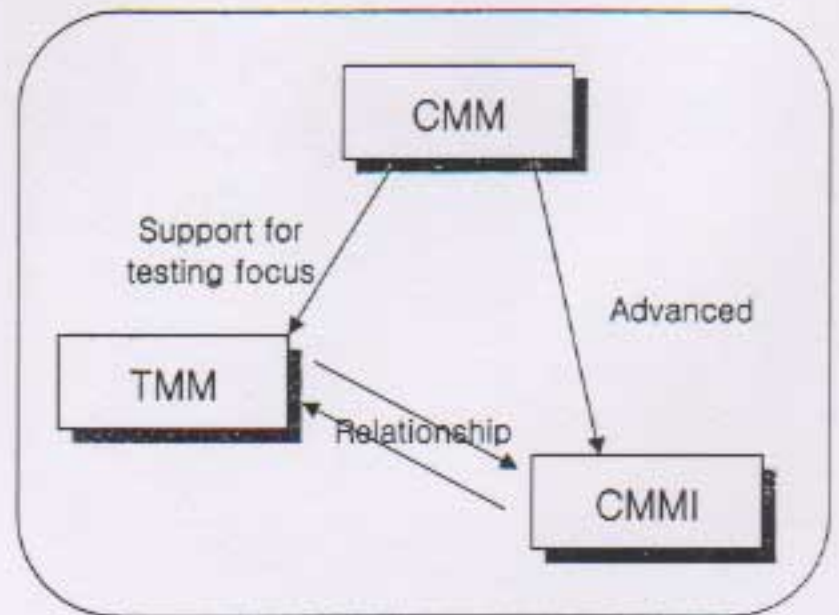 CMM
Support for
testing focus
Advanced
TMM
Relationship
CMMI